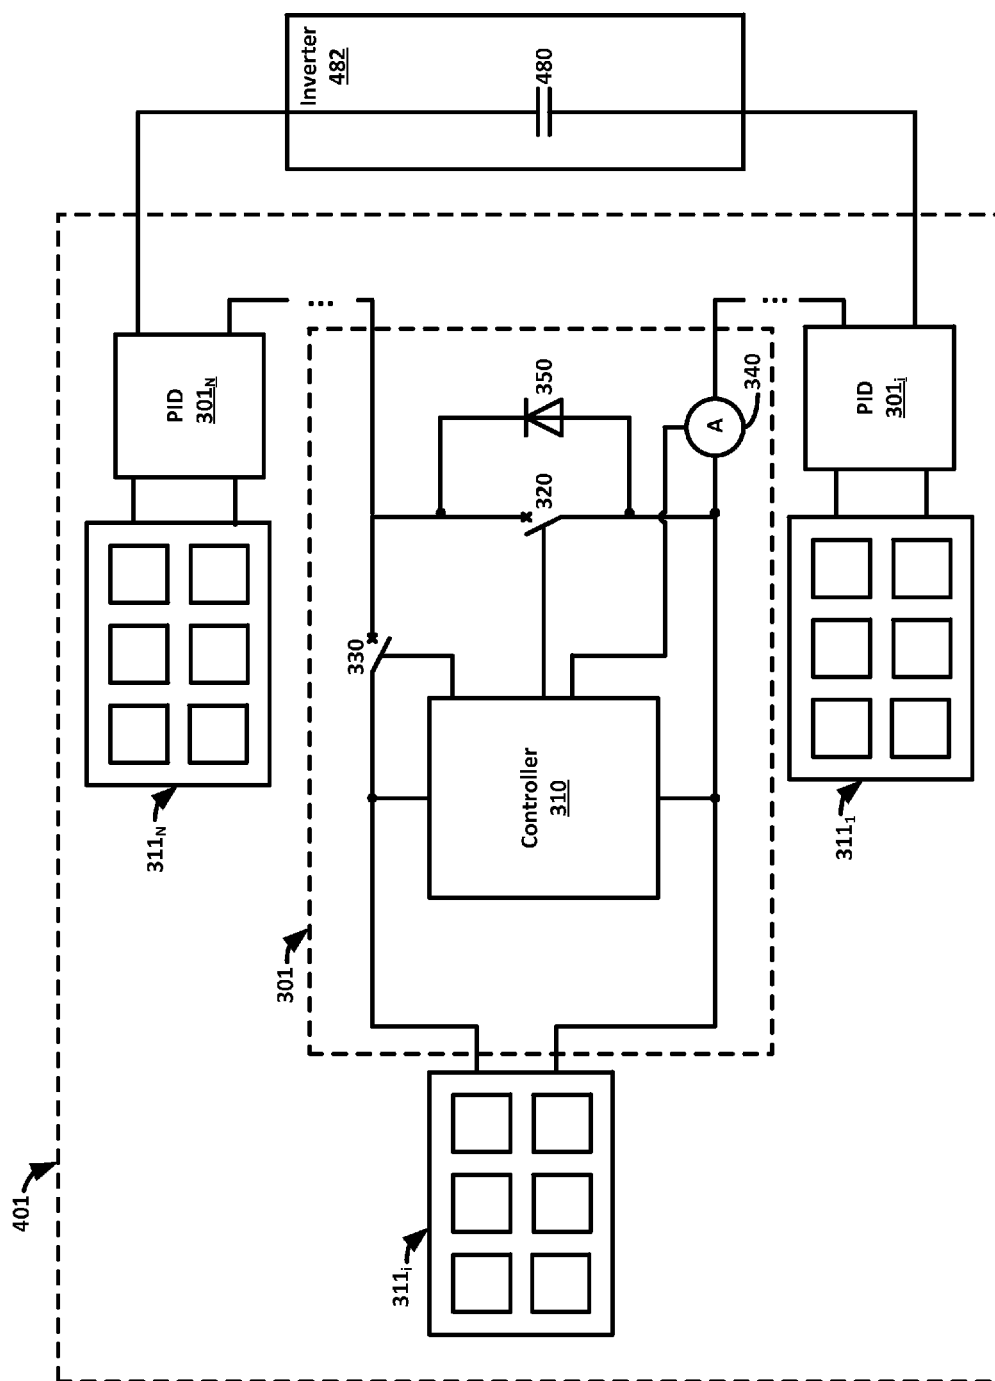 401
311i
301
Controller
310
330
320
350
A
340
311N
PID
301N
311₁
PID
301i
Inverter
482
480
...
...